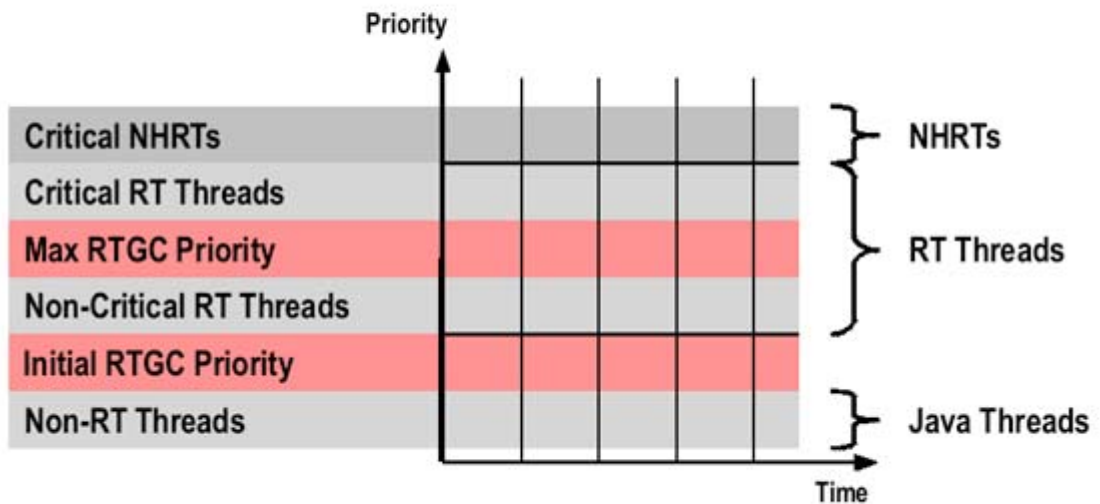 Priority
Critical NHRTs
NHRTs
Critical RT Threads
Max RTGC Priority
RT Threads
Non-Critical RT Threads
Initial RTGC Priority
Non-RT Threads
Java Threads
Time